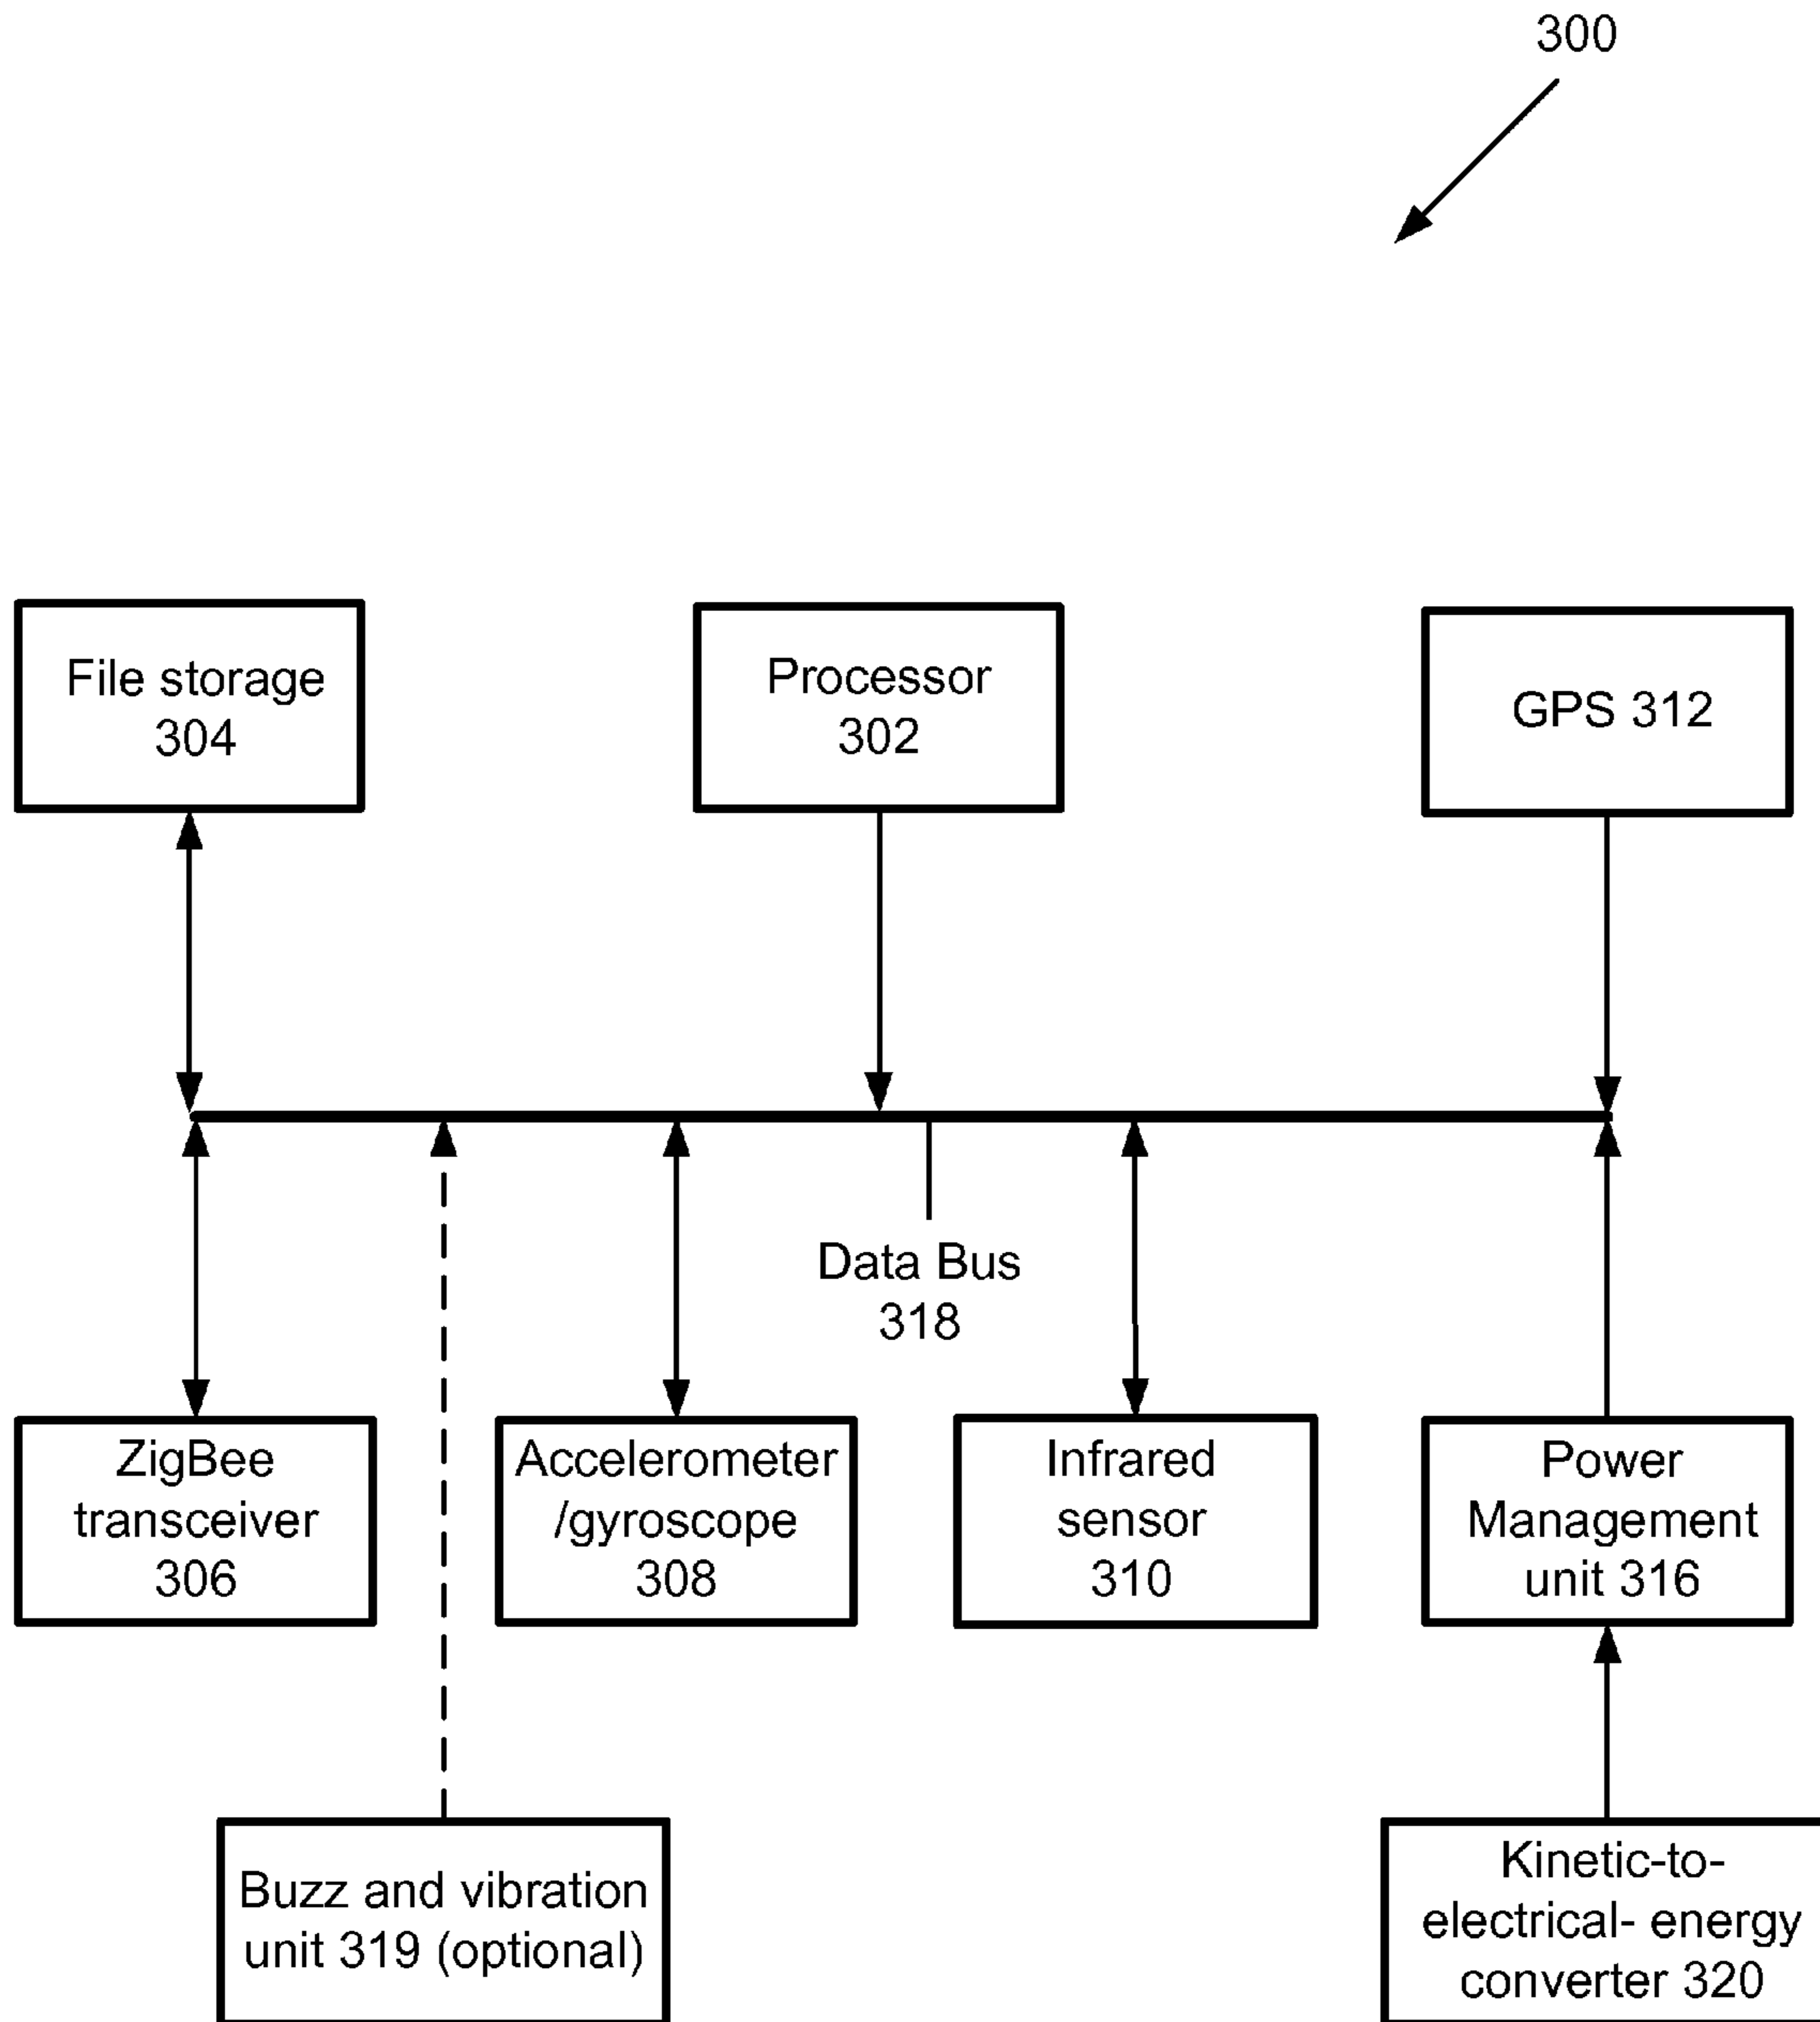 300
File storage
304
Processor
302
GPS 312
Data Bus
318
ZigBee
transceiver
306
Accelerometer
/gyroscope
308
Infrared
sensor
310
Power
Management
unit 316
Buzz and vibration
unit 319 (optional)
Kinetic-to-
electrical- energy
converter 320